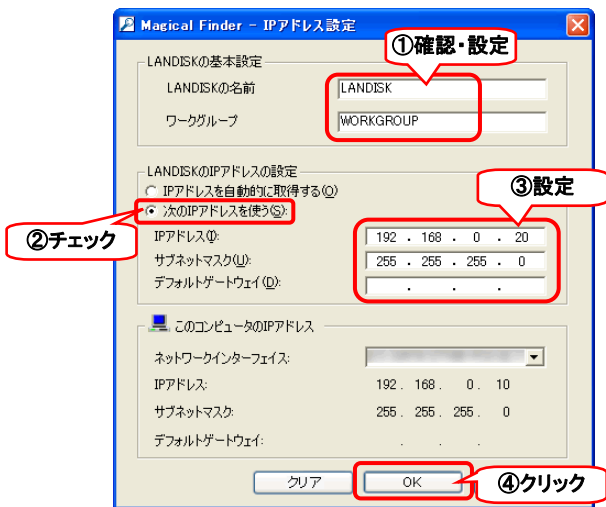 Magical Finder - IPアドレス設定
①確認・設定
LANDISKの基本設定
LANDISKの名前
LANDISK
ワークグループ
WORKGROUP
LANDISKのIPアドレスの設定
IPアドレスを自動的に取得する(O)
次のIPアドレスを使う(S):
②チェック
③設定
IPアドレス(I):
192 . 168 . 0 . 20
サブネットマスク(U):
255 . 255 . 255 . 0
デフォルトゲートウェイ(D):
. . .
このコンピュータのIPアドレス
ネットワークインターフェイス:
IPアドレス:
192 . 168 . 0 . 10
サブネットマスク:
255 . 255 . 255 . 0
デフォルトゲートウェイ:
. . .
クリア
OK
④クリック